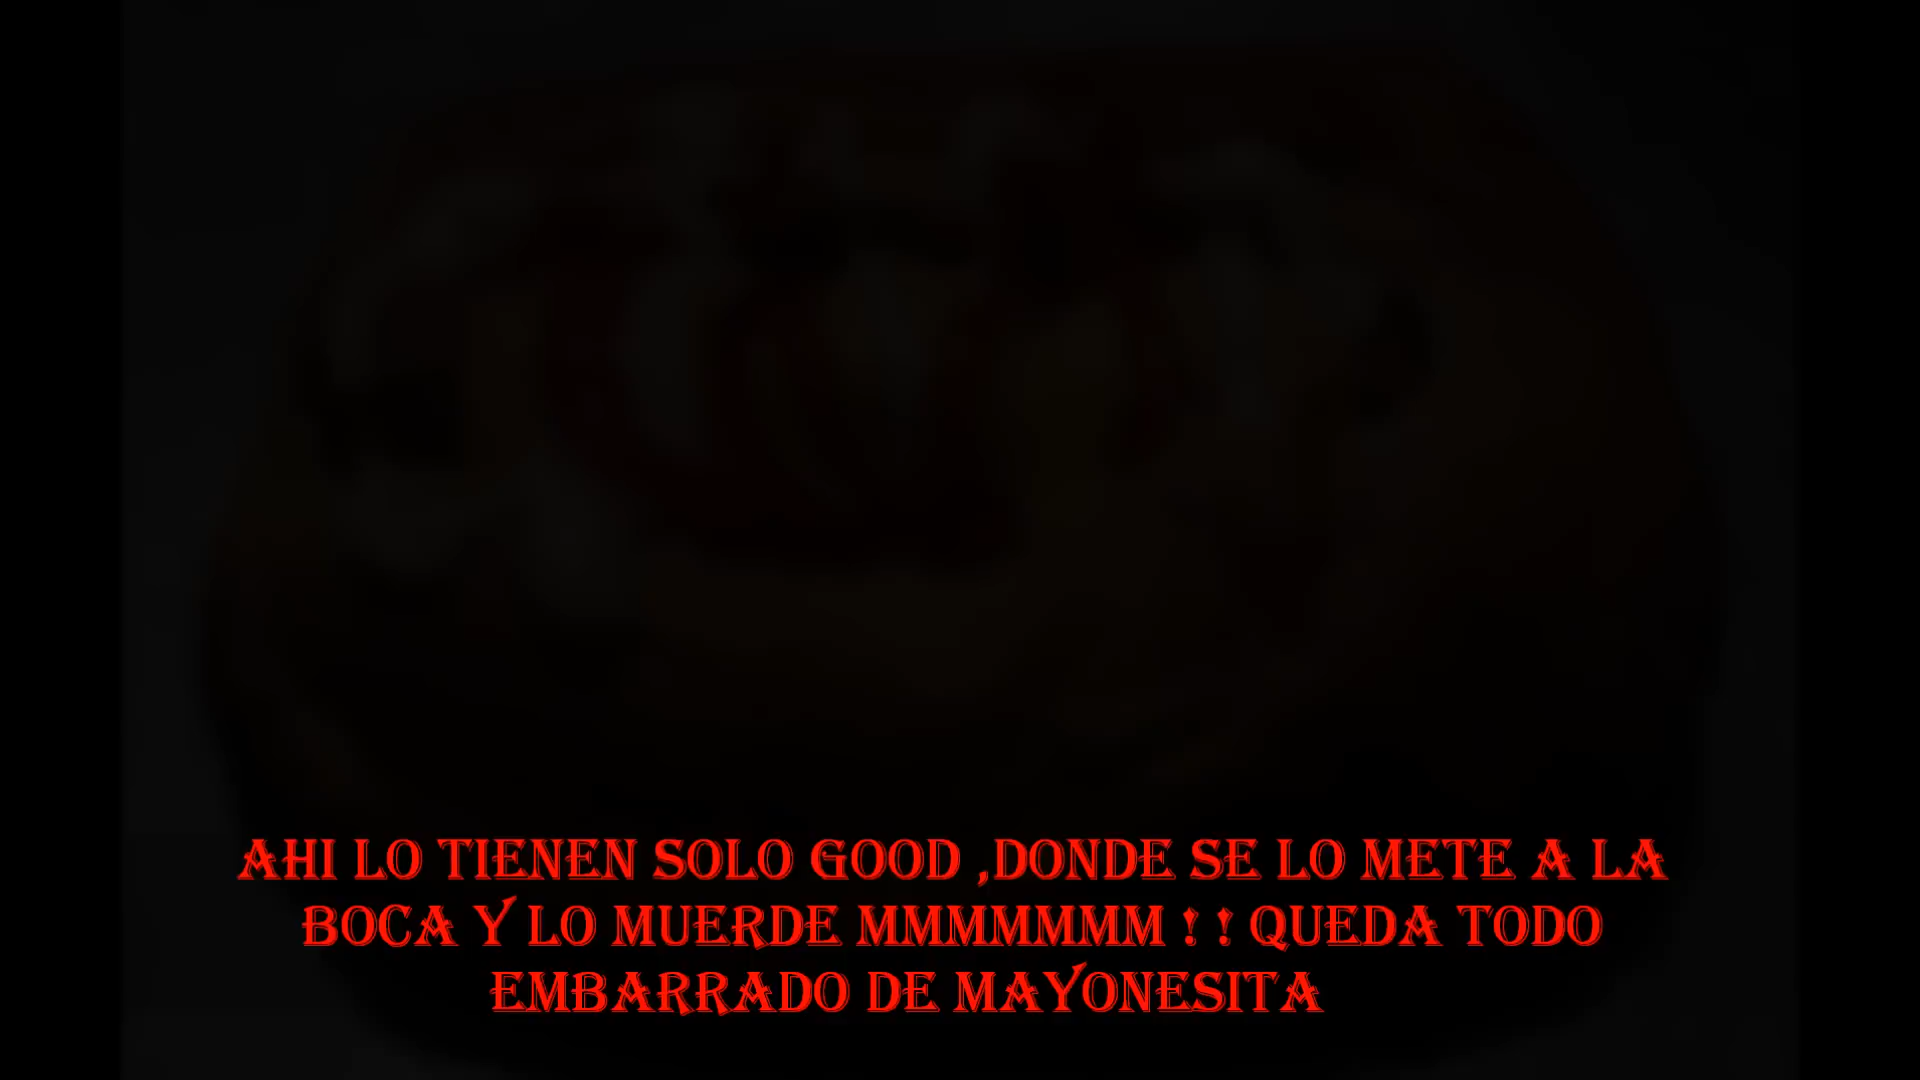 AHI LO TIENEN SOLO GOOD ,DONDE SE LO METE A LA
BOCA Y LO MUERDE MMMMMMM ! ! QUEDA TODO
EMBARRADO DE MAYONESITA